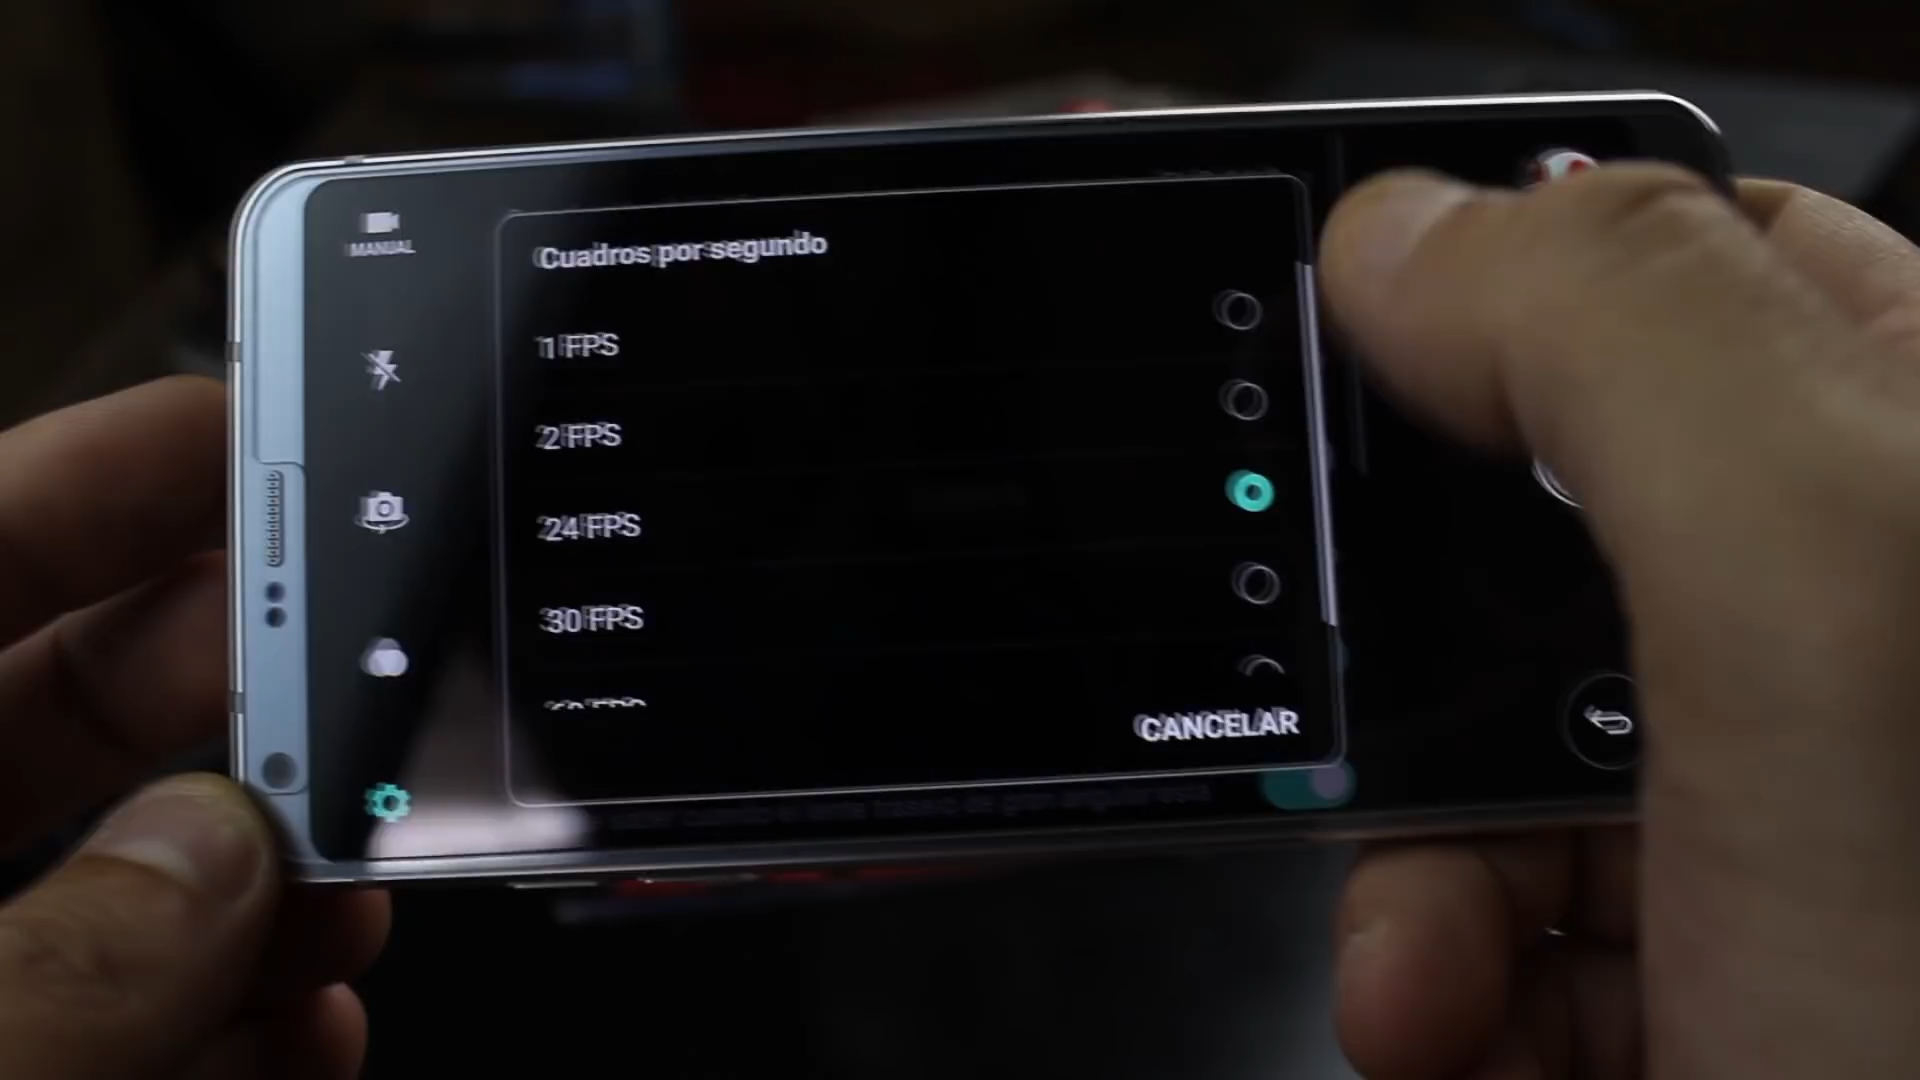 MANUAL
Cuadros por segundo
1 FPS
2 FPS
24 FPS
30 FPS
CANCELAR